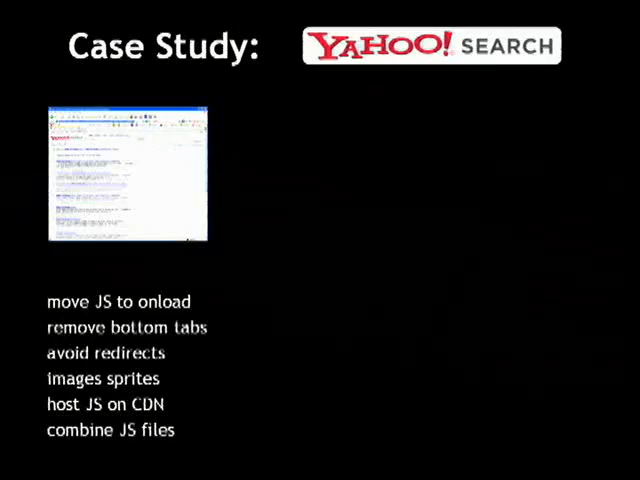 Case Study:
YAHOO! SEARCH
move JS to onload
remove bottom tabs
avoid redirects
images sprites
host JS on CDN
combine JS files